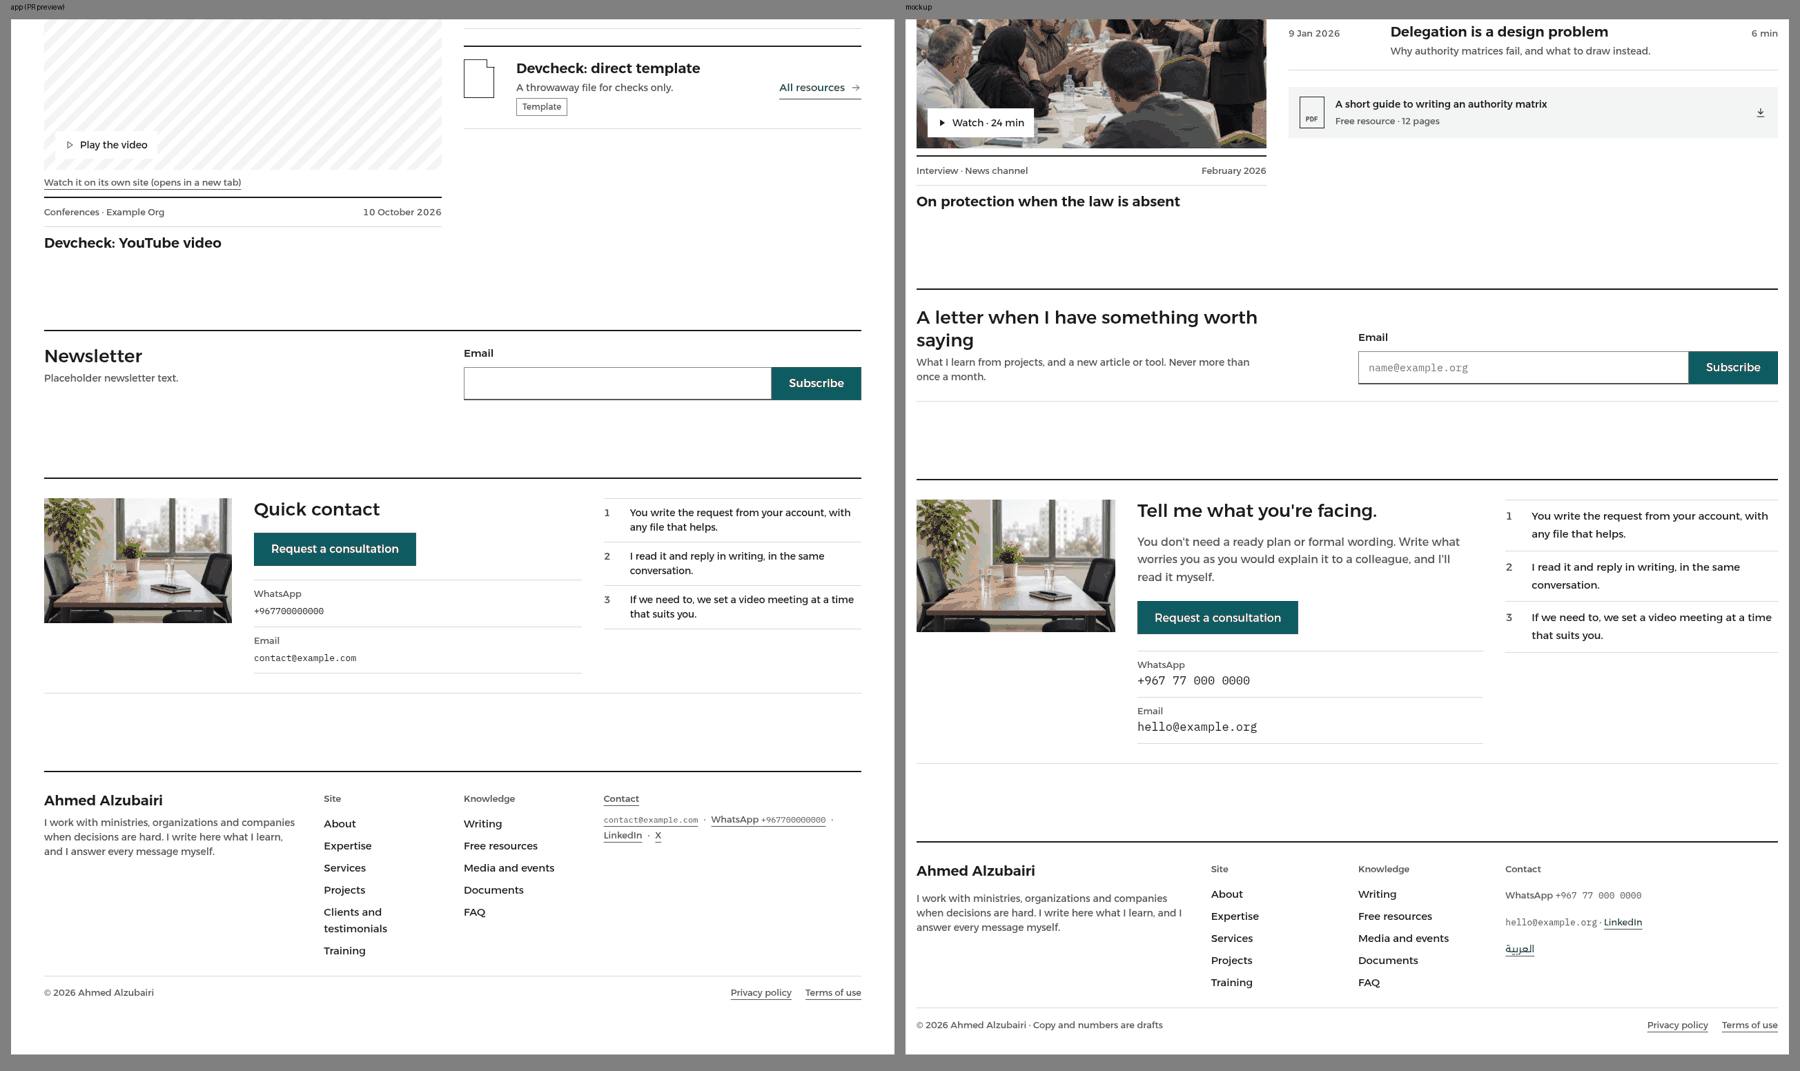 app (PR preview)
Devcheck: direct template
A throwaway file for checks only.
Template
All resources →
Play the video
Watch it on its own site (opens in a new tab)
Conferences · Example Org
10 October 2026
Devcheck: YouTube video
Newsletter
Placeholder newsletter text.
Email
Subscribe
Quick contact
Request a consultation
WhatsApp
+967700000000
Email
contact@example.com
1 You write the request from your account, with
any file that helps.
2 I read it and reply in writing, in the same
conversation.
3 If we need to, we set a video meeting at a time
that suits you.
Ahmed Alzubairi
I work with ministries, organizations and companies
when decisions are hard. I write here what I learn,
and I answer every message myself.
Site
About
Expertise
Services
Projects
Clients and
testimonials
Training
Knowledge
Writing
Free resources
Media and events
Documents
FAQ
Contact
contact@example.com · WhatsApp +967700000000 ·
LinkedIn · X
© 2026 Ahmed Alzubairi
Privacy policy
Terms of use
mockup
Watch · 24 min
Interview · News channel
February 2026
On protection when the law is absent
9 Jan 2026
Delegation is a design problem
6 min
Why authority matrices fail, and what to draw instead.
PDF
A short guide to writing an authority matrix
Free resource · 12 pages
A letter when I have something worth
saying
What I learn from projects, and a new article or tool. Never more than
once a month.
Email
name@example.org
Subscribe
Tell me what you're facing.
You don't need a ready plan or formal wording. Write what
worries you as you would explain it to a colleague, and I'll
read it myself.
Request a consultation
WhatsApp
+967 77 000 0000
Email
hello@example.org
1 You write the request from your account, with
any file that helps.
2 I read it and reply in writing, in the same
conversation.
3 If we need to, we set a video meeting at a time
that suits you.
Ahmed Alzubairi
I work with ministries, organizations and companies
when decisions are hard. I write here what I learn, and I
answer every message myself.
Site
About
Expertise
Services
Projects
Training
Knowledge
Writing
Free resources
Media and events
Documents
FAQ
Contact
WhatsApp +967 77 000 0000
hello@example.org · LinkedIn
العربية
© 2026 Ahmed Alzubairi · Copy and numbers are drafts
Privacy policy
Terms of use